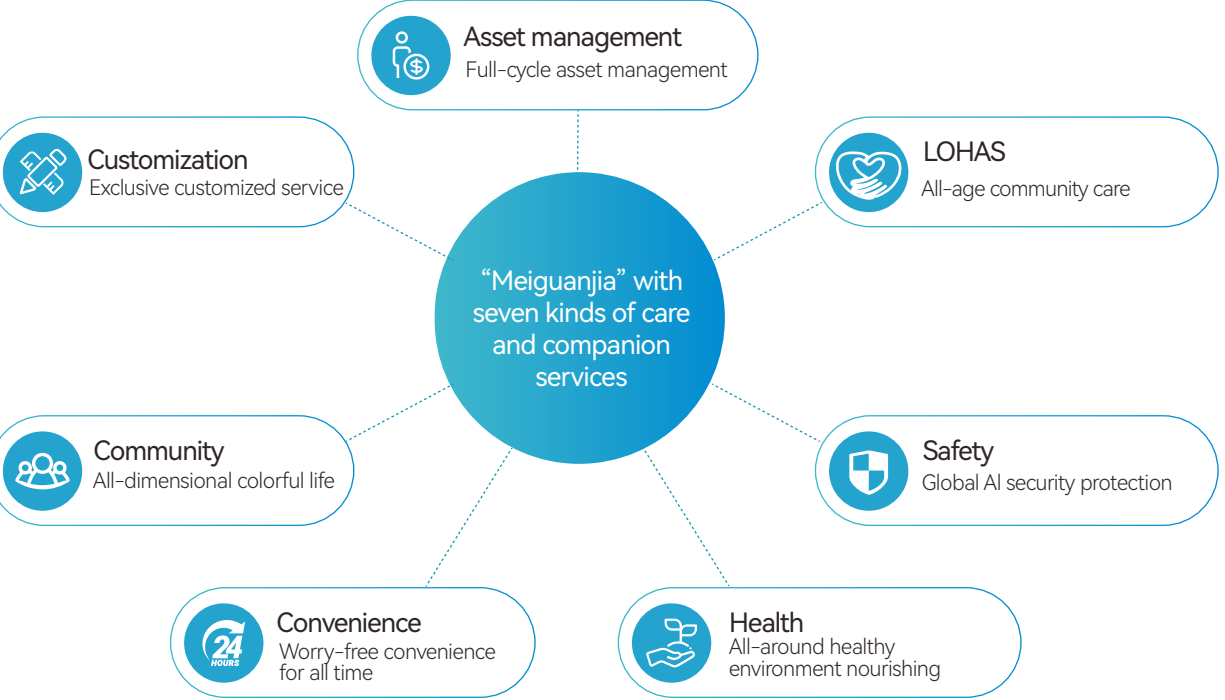 Asset management
Full-cycle asset management
Customization
Exclusive customized service
LOHAS
All-age community care
“Meiguanjia” with
seven kinds of care
and companion
services
Community
All-dimensional colorful life
Safety
Global AI security protection
24
HOURS
Convenience
Worry-free convenience
for all time
Health
All-around healthy
environment nourishing